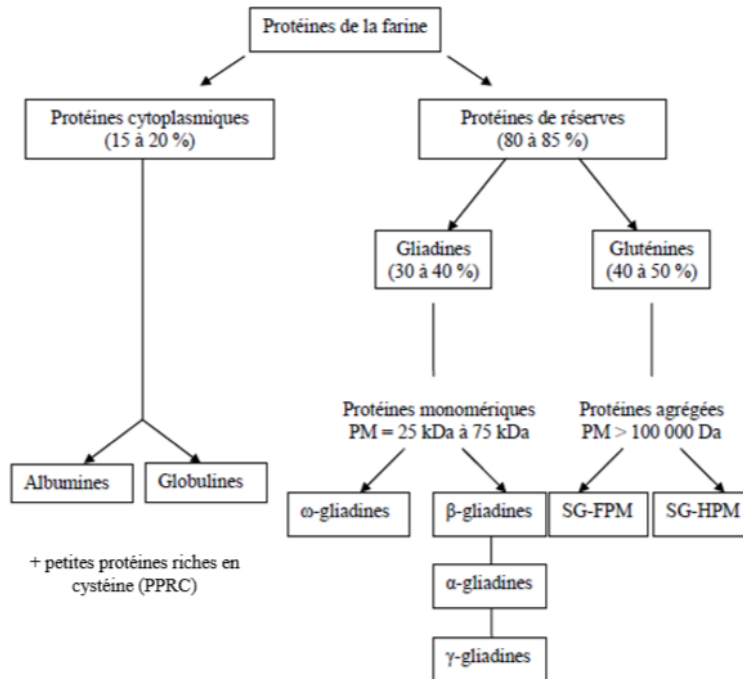 Protéines de la farine
Protéines cytoplasmiques
(15 à 20 %)
Protéines de réserves
(80 à 85 %)
Gliadines
(30 à 40 %)
Gluténines
(40 à 50 %)
Protéines monomériques
PM = 25 kDa à 75 kDa
Protéines agrégées
PM > 100 000 Da
Albumines
Globulines
ω-gliadines
β-gliadines
SG-FPM
SG-HPM
+ petites protéines riches en
cystéine (PPRC)
α-gliadines
γ-gliadines